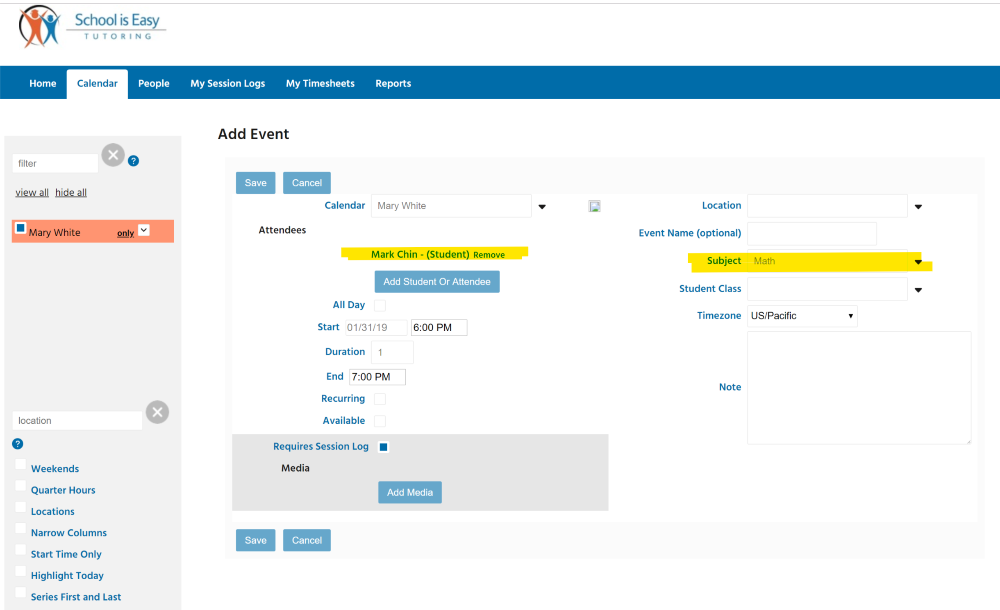 School is Easy
TUTORING
Home Calendar People My Session Logs My Timesheets Reports
filter
?
view all hide all
Mary White only
location
?
Weekends
Quarter Hours
Locations
Narrow Columns
Start Time Only
Highlight Today
Series First and Last
Add Event
Save Cancel
Calendar Mary White
Attendees
Mark Chin - (Student) Remove
Add Student Or Attendee
All Day
Start 01/31/19 6:00 PM
Duration 1
End 7:00 PM
Recurring
Available
Requires Session Log
Media
Add Media
Location
Event Name (optional)
Subject Math
Student Class
Timezone US/Pacific
Note
Save Cancel